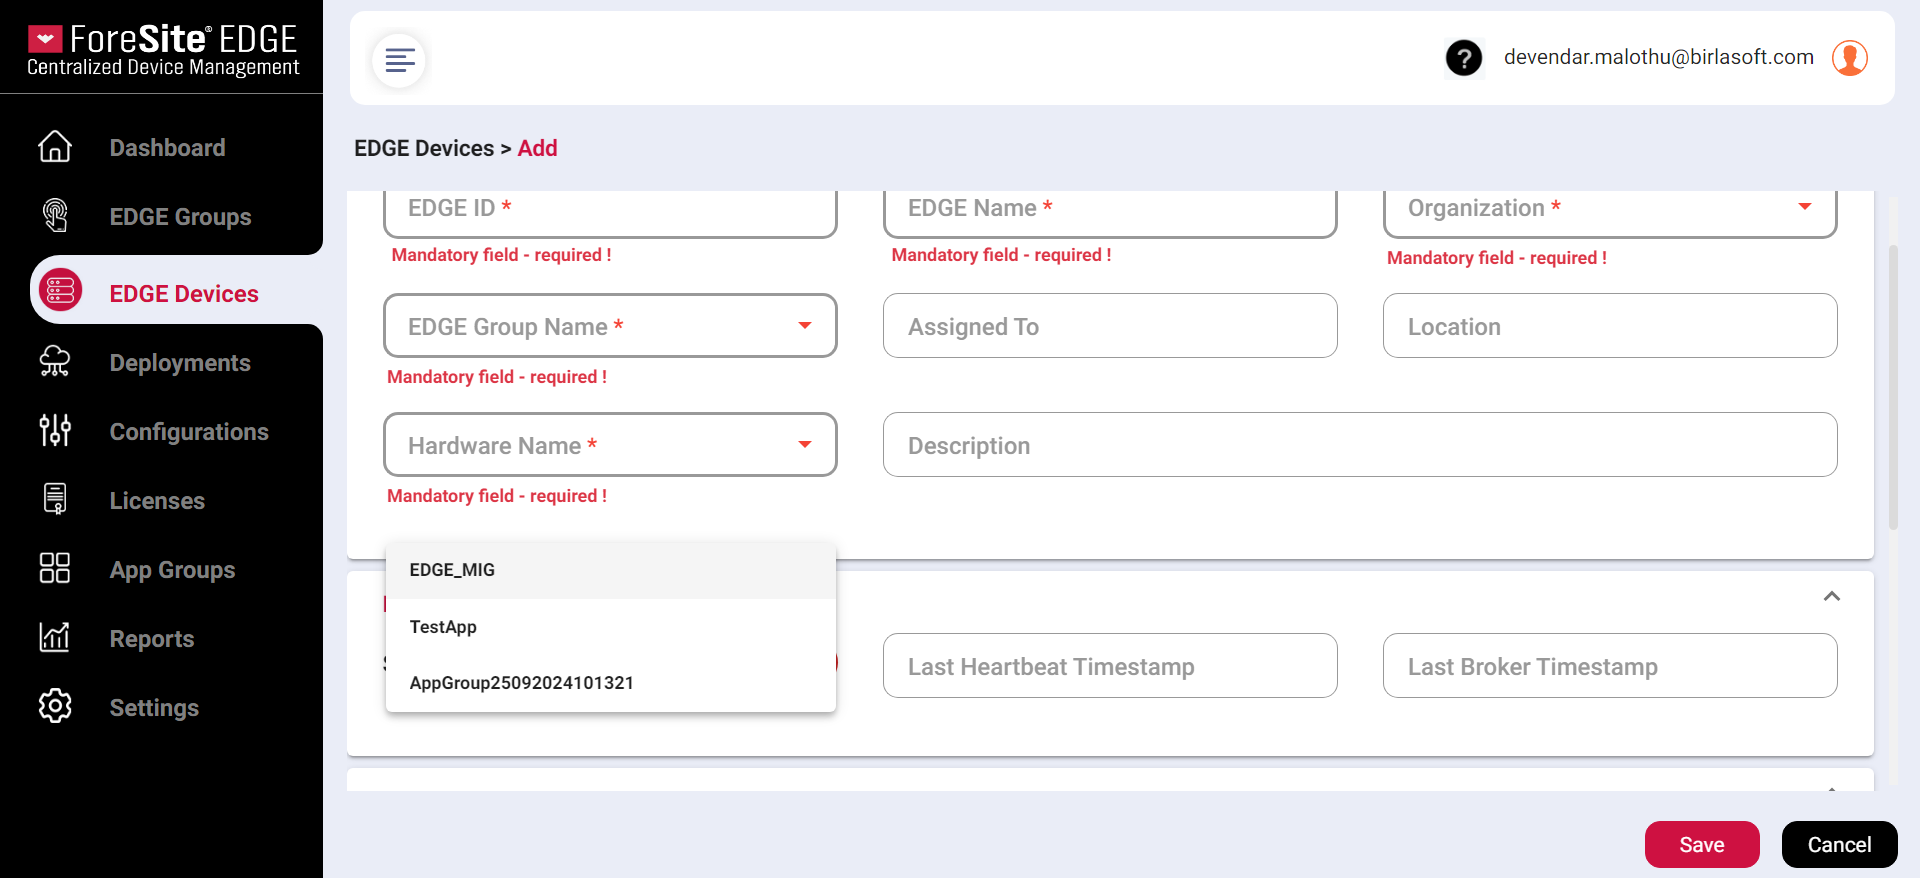 ForeSite® EDGE
Centralized Device Management
? devendar.malothu@birlasoft.com
Dashboard
EDGE Groups
EDGE Devices
Deployments
Configurations
Licenses
App Groups
Reports
Settings
EDGE Devices > Add
EDGE ID * EDGE Name * Organization *
Mandatory field - required ! Mandatory field - required ! Mandatory field - required !
EDGE Group Name * Assigned To Location
Mandatory field - required !
Hardware Name * Description
Mandatory field - required !
EDGE_MIG
TestApp
AppGroup25092024101321
Last Heartbeat Timestamp Last Broker Timestamp
Save Cancel